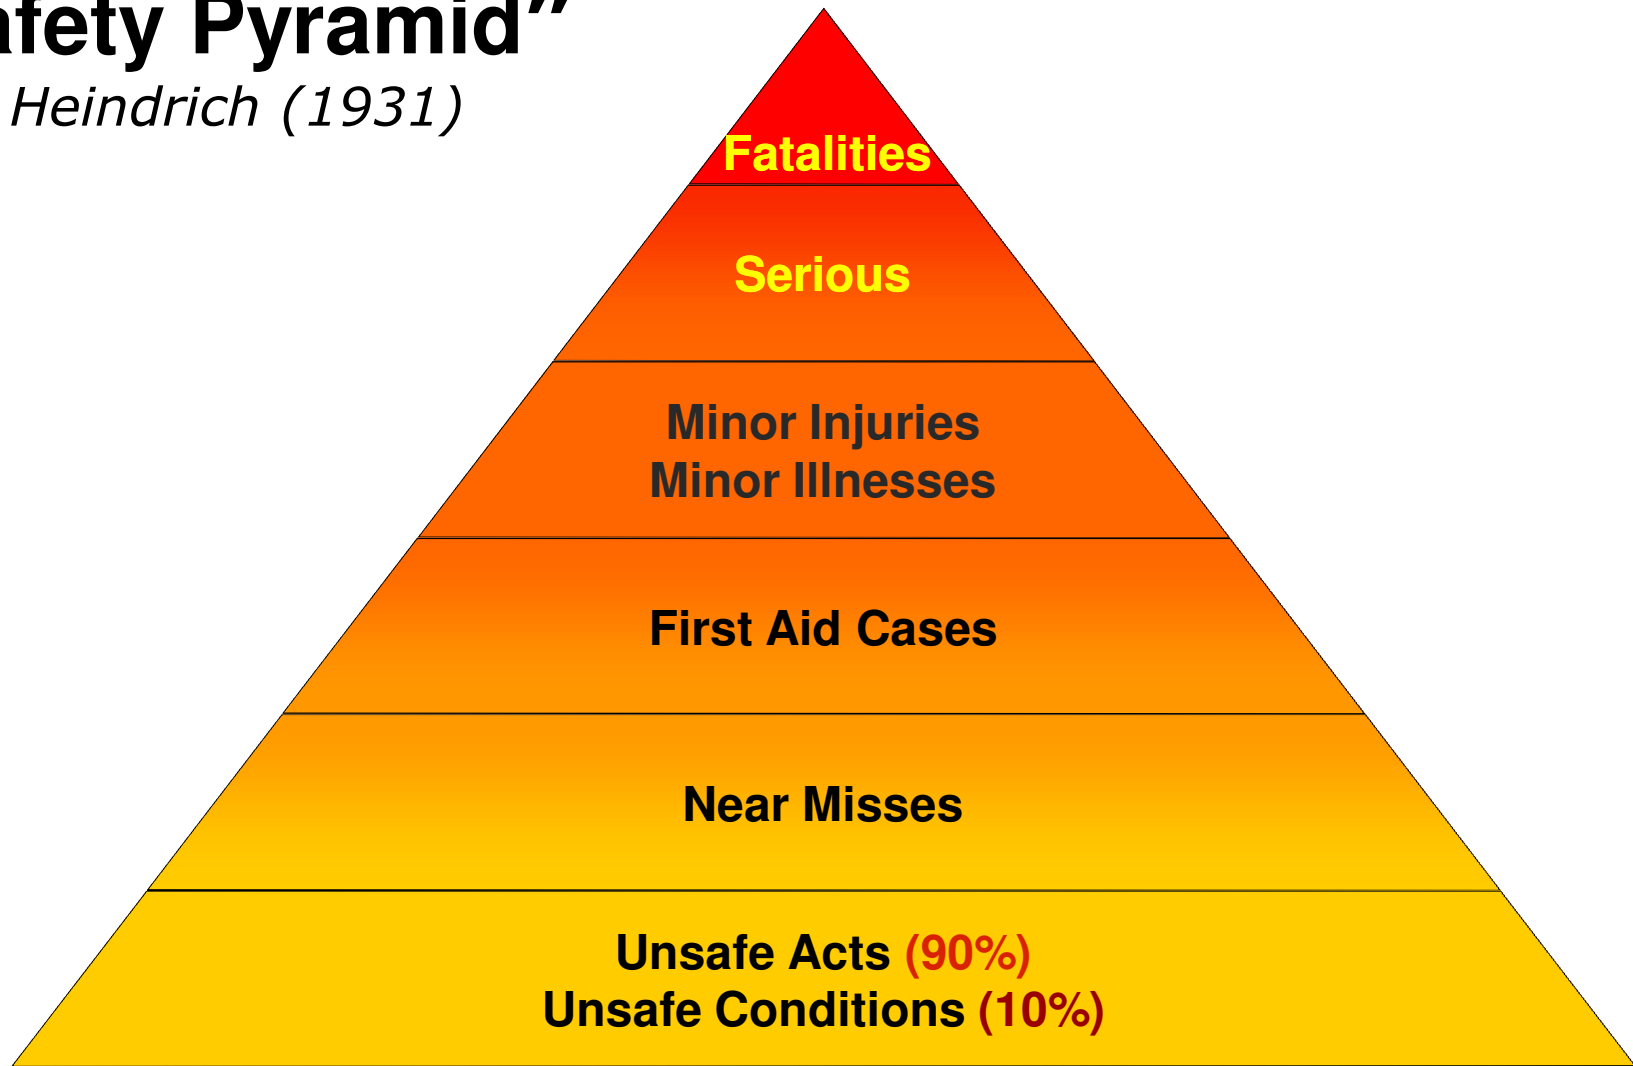 afety Pyramid”
Heindrich (1931)
Fatalities
Serious
Minor Injuries
Minor Illnesses
First Aid Cases
Near Misses
Unsafe Acts (90%)
Unsafe Conditions (10%)